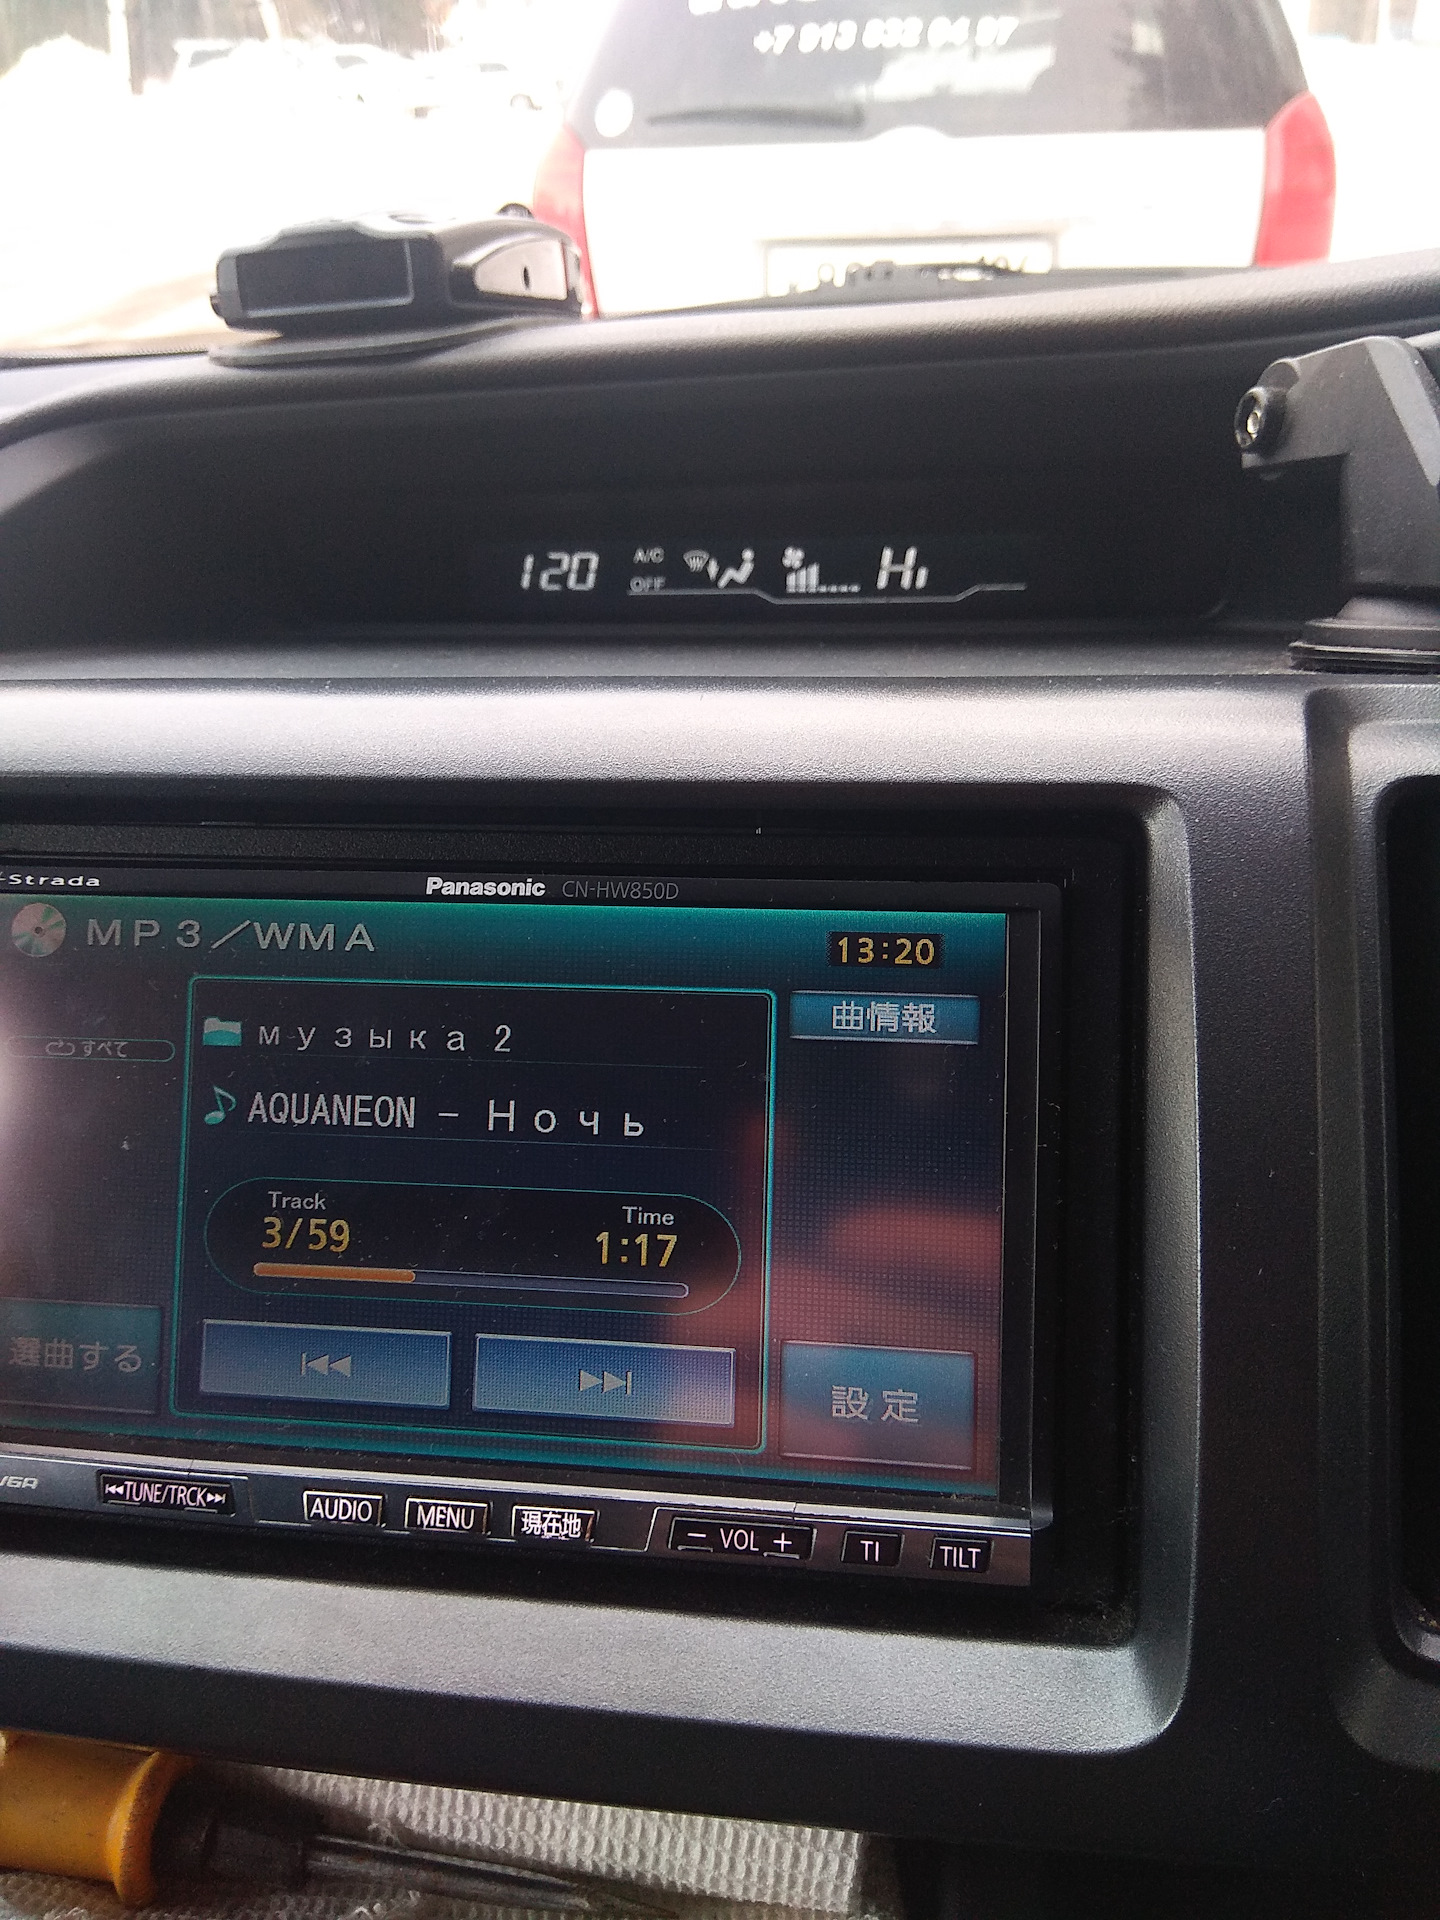 120 A/C OFF Hi
Strada
Panasonic CN-HW850D
MP3/WMA
13:20
曲情報
すべて
музыка 2
AQUANEON - Ночь
Track
3/59
Time
1:17
選曲する
設定
TUNE/TRCK
AUDIO
MENU
現在地
− VOL +
TI
TILT